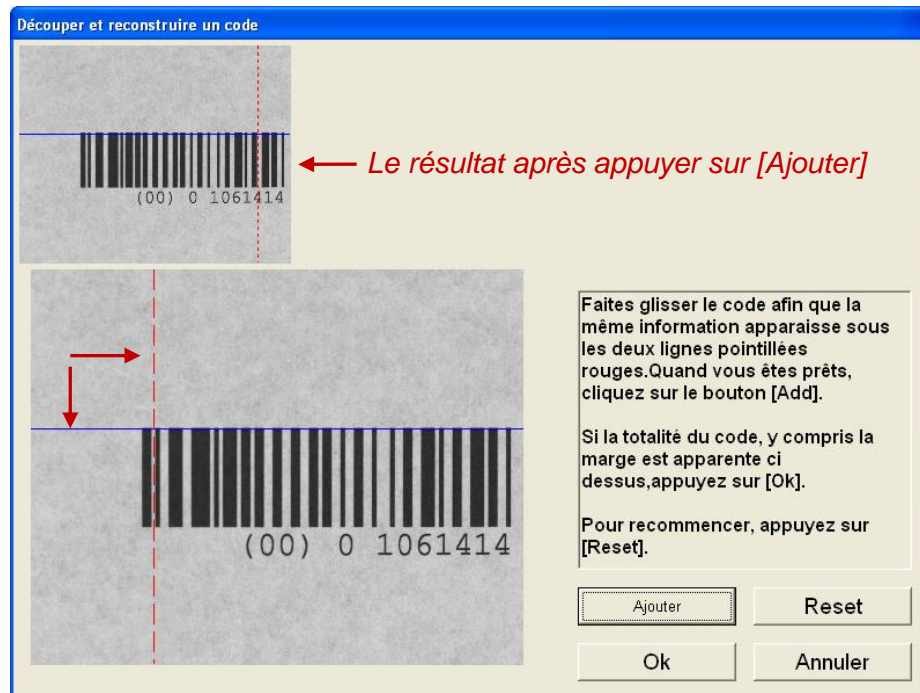 Découper et reconstruire un code
(00) 0 1061414
Le résultat après appuyer sur [Ajouter]
(00) 0 1061414
Faites glisser le code afin que la
même information apparaisse sous
les deux lignes pointillées
rouges.Quand vous êtes prêts,
cliquez sur le bouton [Add].
Si la totalité du code, y compris la
marge est apparente ci
dessus,appuyez sur [Ok].
Pour recommencer, appuyez sur
[Reset].
Ajouter
Reset
Ok
Annuler